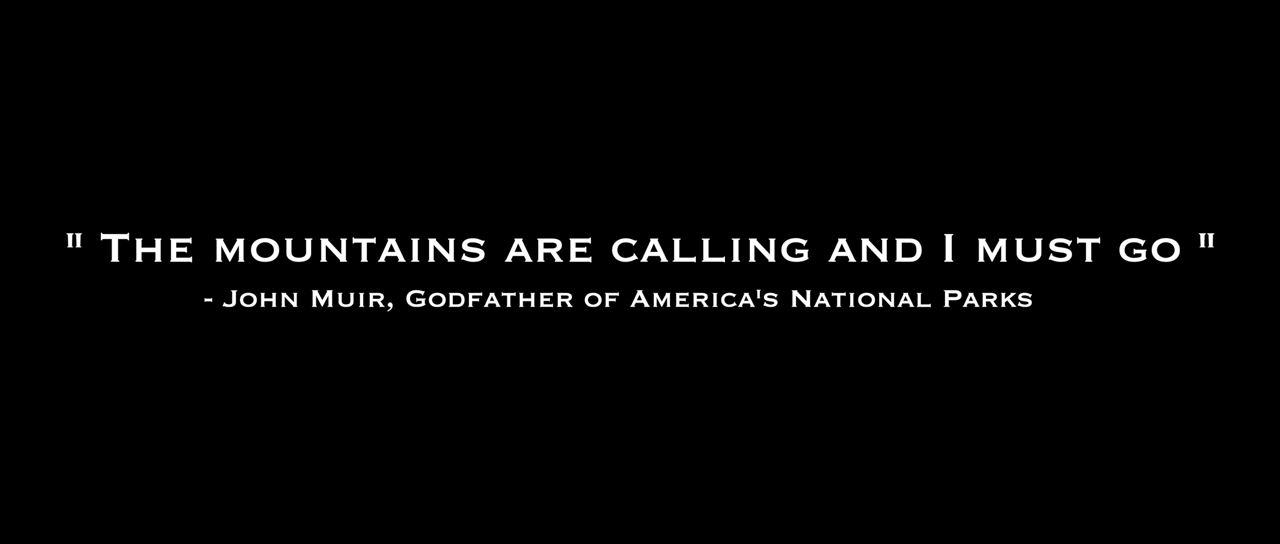 " The mountains are calling and I must go "
- John Muir, Godfather of America's National Parks